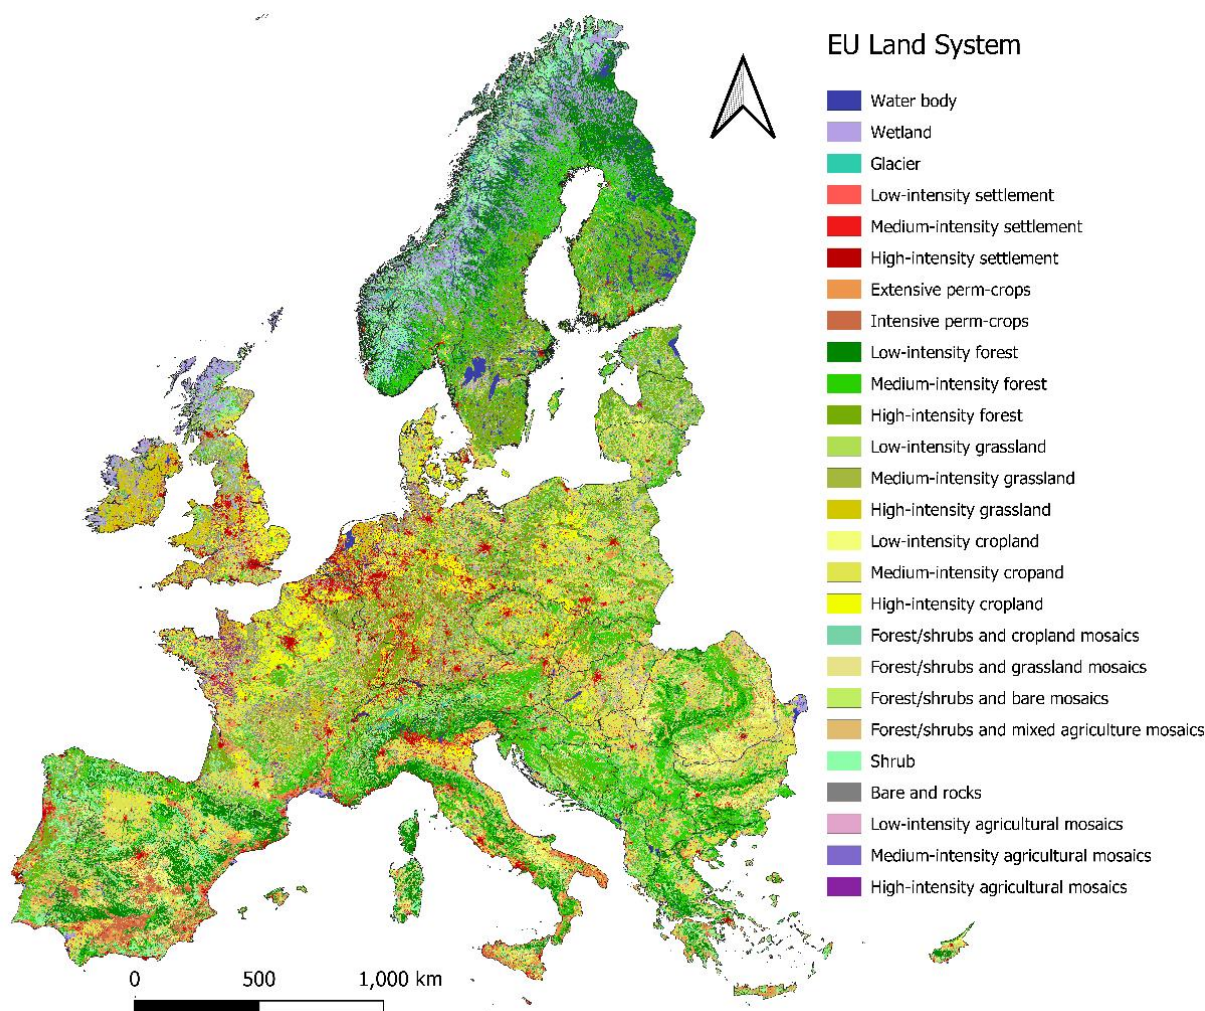 EU Land System
Water body
Wetland
Glacier
Low-intensity settlement
Medium-intensity settlement
High-intensity settlement
Extensive perm-crops
Intensive perm-crops
Low-intensity forest
Medium-intensity forest
High-intensity forest
Low-intensity grassland
Medium-intensity grassland
High-intensity grassland
Low-intensity cropland
Medium-intensity cropand
High-intensity cropland
Forest/shrubs and cropland mosaics
Forest/shrubs and grassland mosaics
Forest/shrubs and bare mosaics
Forest/shrubs and mixed agriculture mosaics
Shrub
Bare and rocks
Low-intensity agricultural mosaics
Medium-intensity agricultural mosaics
High-intensity agricultural mosaics
0 500 1,000 km